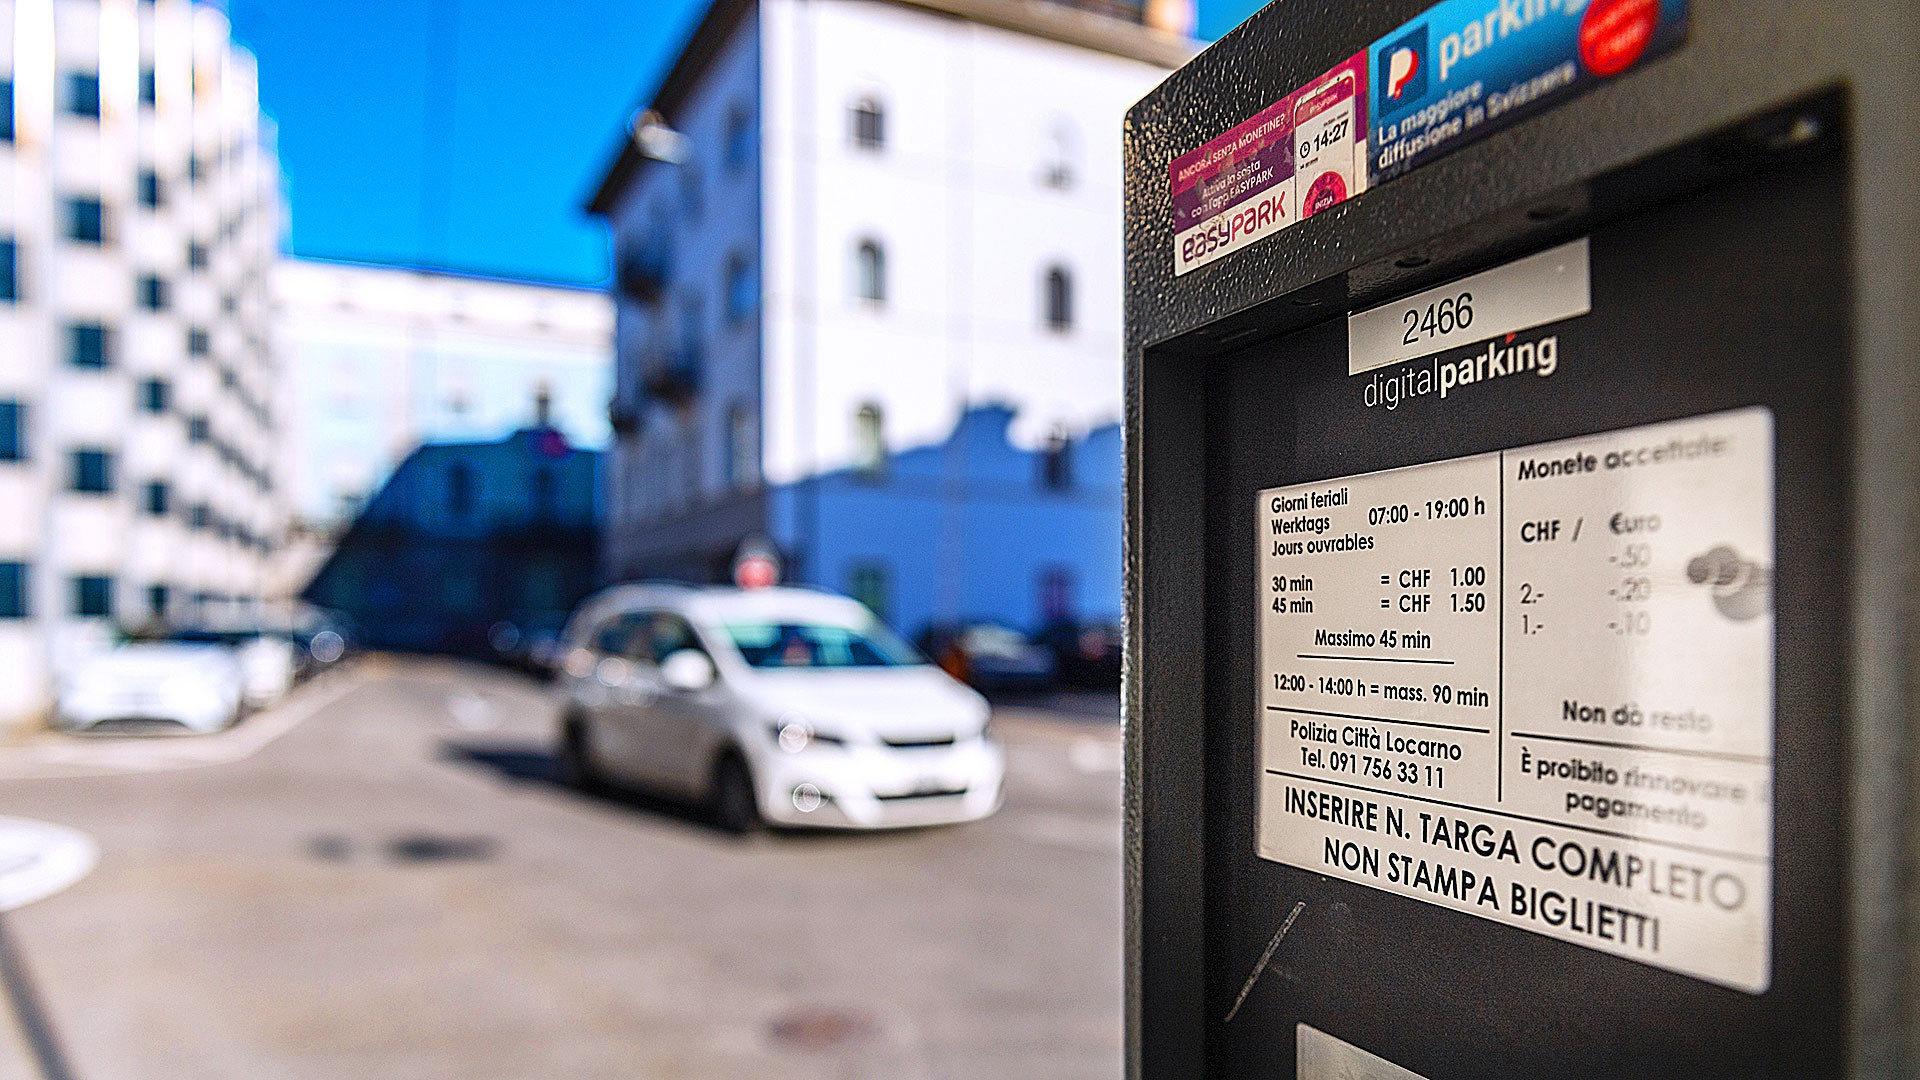 ANCORA SENZA MONETINE?
Attiva la sosta
con l'app EASYPARK
easypark
14:27
INIZIA
parking
La maggiore
diffusione in Svizzera
2466
digitalparking
Giorni feriali
Werktags 07:00 - 19:00 h
Jours ouvrables
30 min = CHF 1.00
45 min = CHF 1.50
Massimo 45 min
12:00 - 14:00 h = mass. 90 min
Polizia Città Locarno
Tel. 091 756 33 11
Monete accettate:
CHF / €uro
-.50
2.- -.20
1.- -.10
Non dà resto
È proibito rinnovare il
pagamento
INSERIRE N. TARGA COMPLETO
NON STAMPA BIGLIETTI